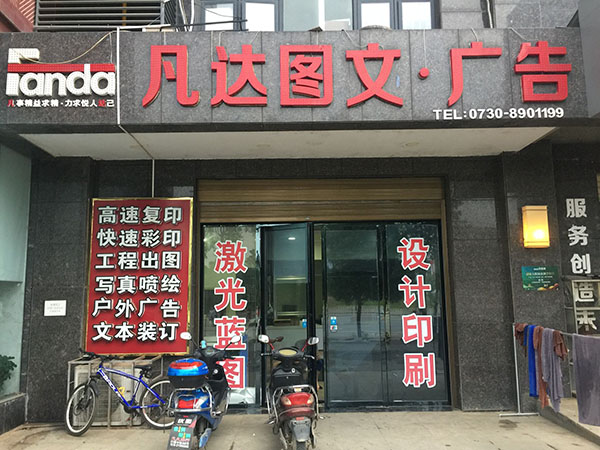 Fanda
凡事精益求精·力求悦人悦己
凡达图文·广告
TEL:0730-8901199
高速复印
快速彩印
工程出图
写真喷绘
户外广告
文本装订
激光蓝图
设计印刷
服务创
造未